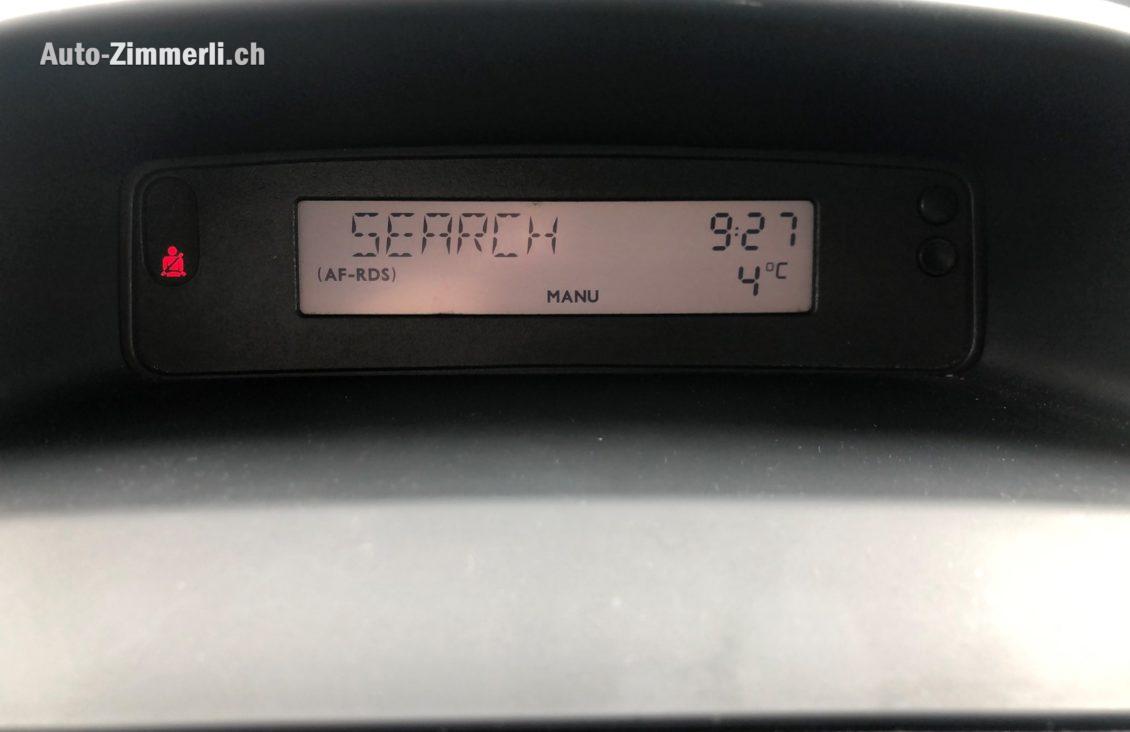 Auto-Zimmerli.ch
SEARCH 9:27
(AF-RDS) 4°C
MANU